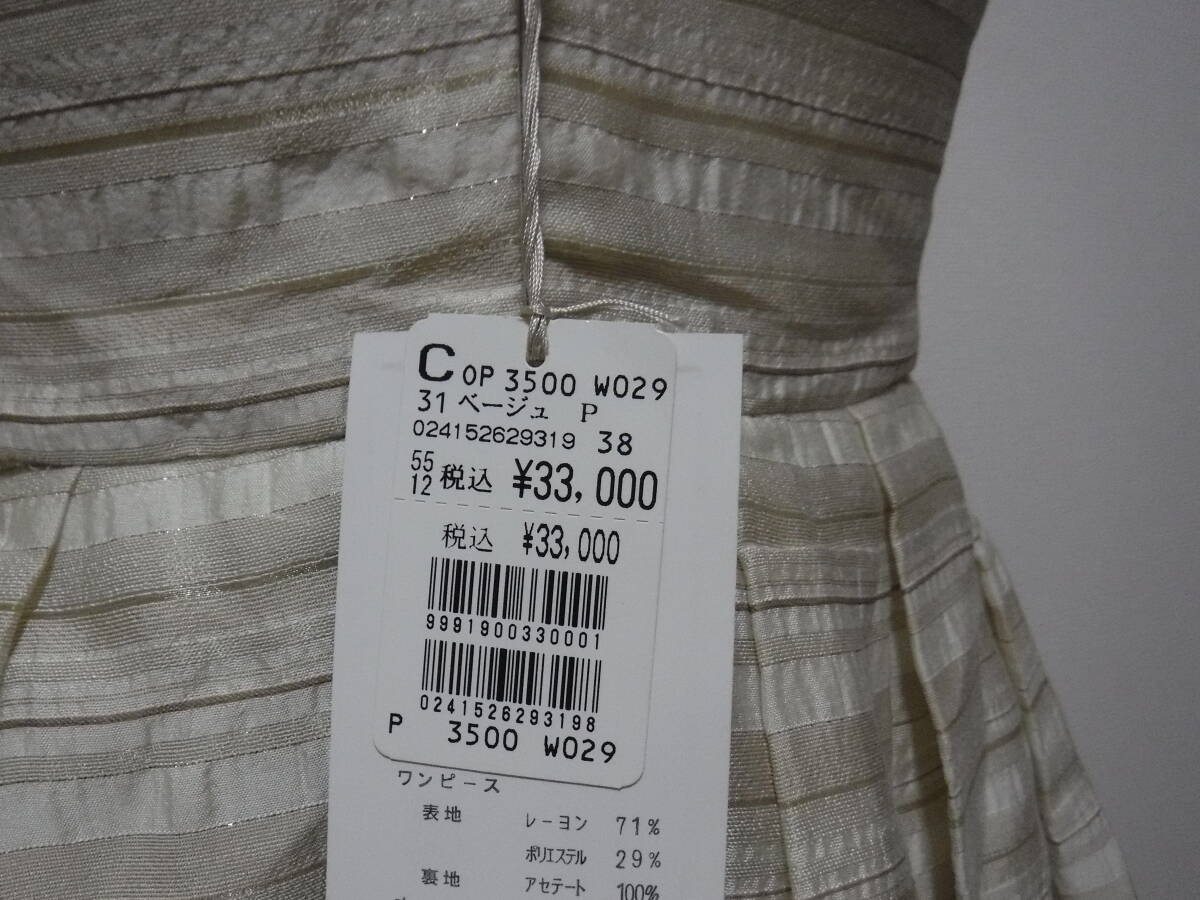 C OP 3500 W029
31 ベージュ P
024152629319 38
55 12 税込 ¥33,000
税込 ¥33,000
9991900330001
0241526293198
P 3500 W029
ワンピース
表地 レーヨン 71%
ポリエステル 29%
裏地 アセテート 100%